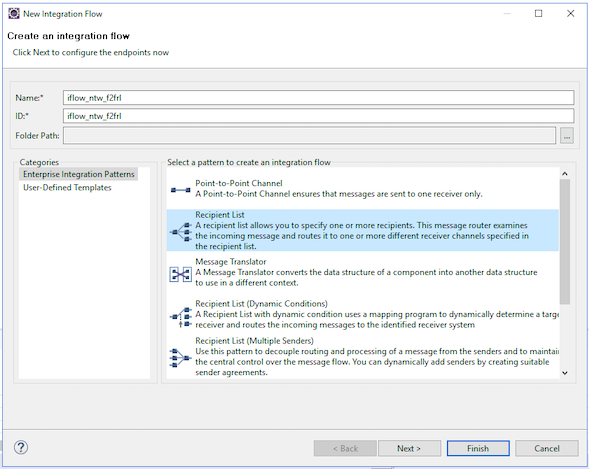 New Integration Flow
Create an integration flow
Click Next to configure the endpoints now
Name:* iflow_ntw_f2frl
ID:* iflow_ntw_f2frl
Folder Path: ...
Categories
Enterprise Integration Patterns
User-Defined Templates
Select a pattern to create an integration flow
Point-to-Point Channel
A Point-to-Point Channel ensures that messages are sent to one receiver only.
Recipient List
A recipient list allows you to specify one or more recipients. This message router examines
the incoming message and routes it to one or more different receiver channels specified in
the recipient list.
Message Translator
A Message Translator converts the data structure of a component into another data structure
to use in a different context.
Recipient List (Dynamic Conditions)
A Recipient List with dynamic condition uses a mapping program to dynamically determine a targe
receiver and routes the incoming messages to the identified receiver system
Recipient List (Multiple Senders)
Use this pattern to decouple routing and processing of a message from the senders and to maintain
the central control over the message flow. You can dynamically add senders by creating suitable
sender agreements.
?
< Back
Next >
Finish
Cancel